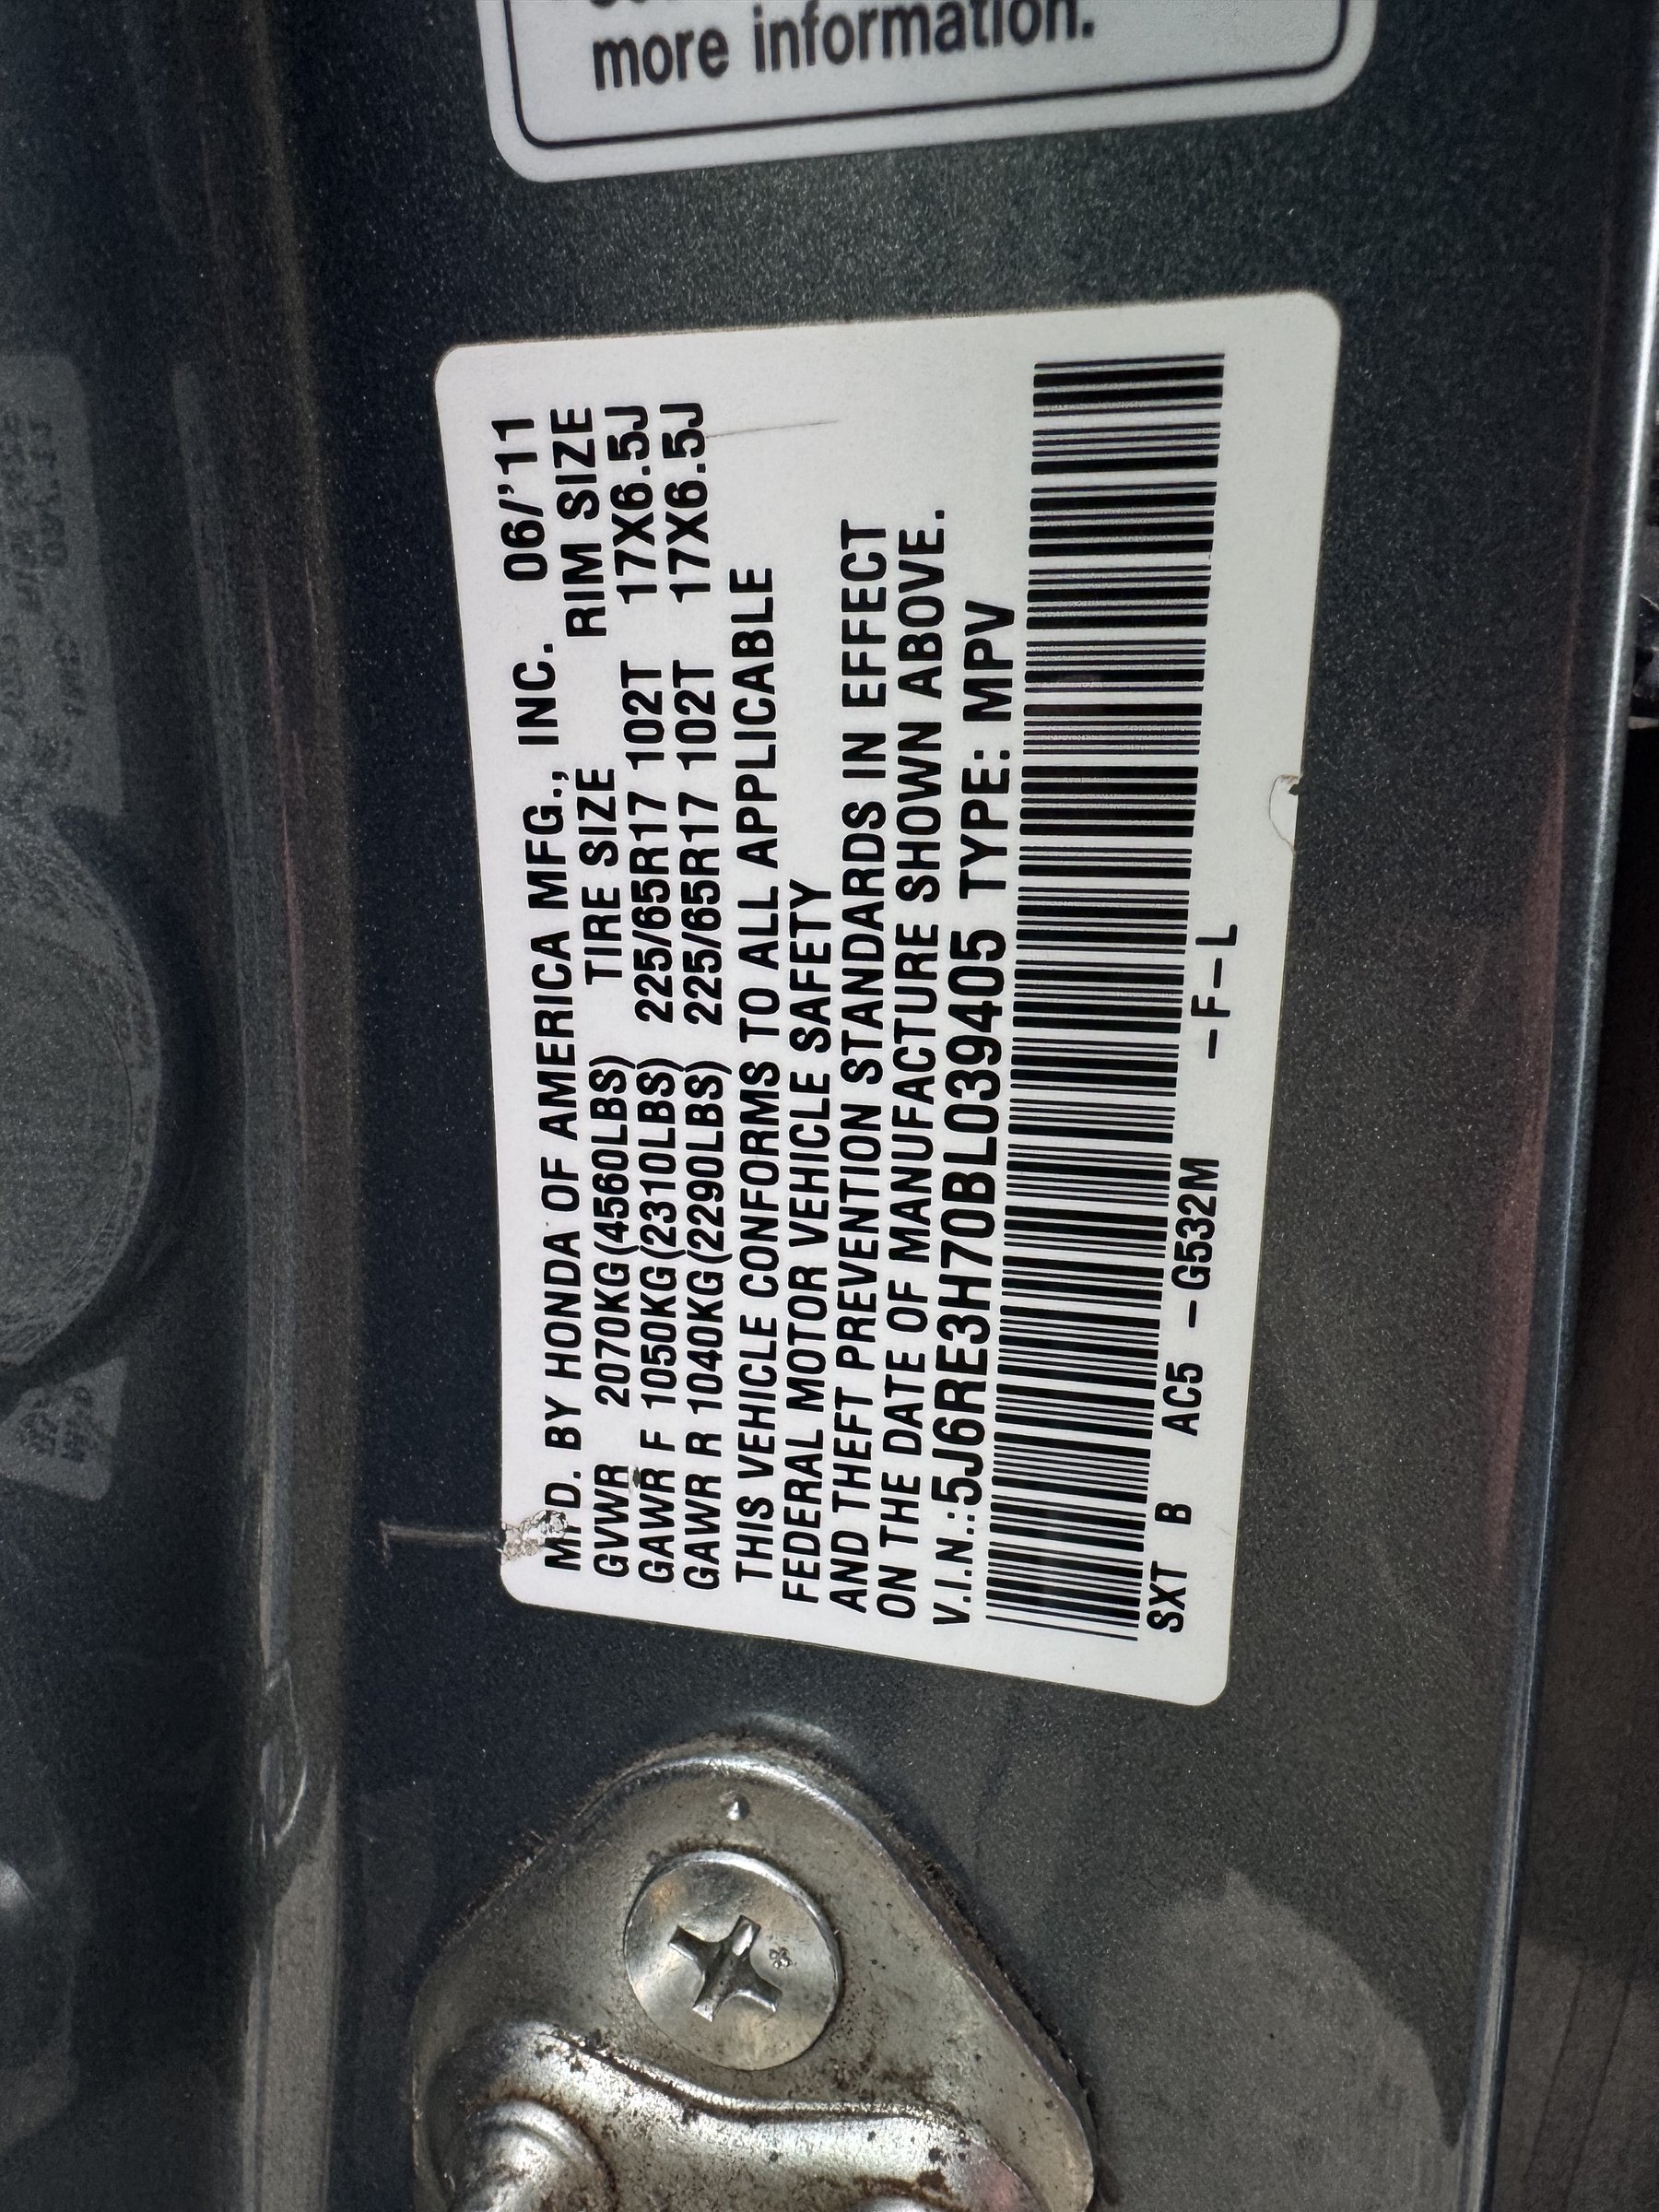 more information.
MFD. BY HONDA OF AMERICA MFG., INC. 06/'11
TIRE SIZE RIM SIZE
GVWR 2070KG(4560LBS)
GAWR F 1050KG(2310LBS) 225/65R17 102T 17X6.5J
GAWR R 1040KG(2290LBS) 225/65R17 102T 17X6.5J
THIS VEHICLE CONFORMS TO ALL APPLICABLE
FEDERAL MOTOR VEHICLE SAFETY
AND THEFT PREVENTION STANDARDS IN EFFECT
ON THE DATE OF MANUFACTURE SHOWN ABOVE.
V.I.N.:5J6RE3H70BL039405 TYPE: MPV
SXT B AC5 -G532M -F-L